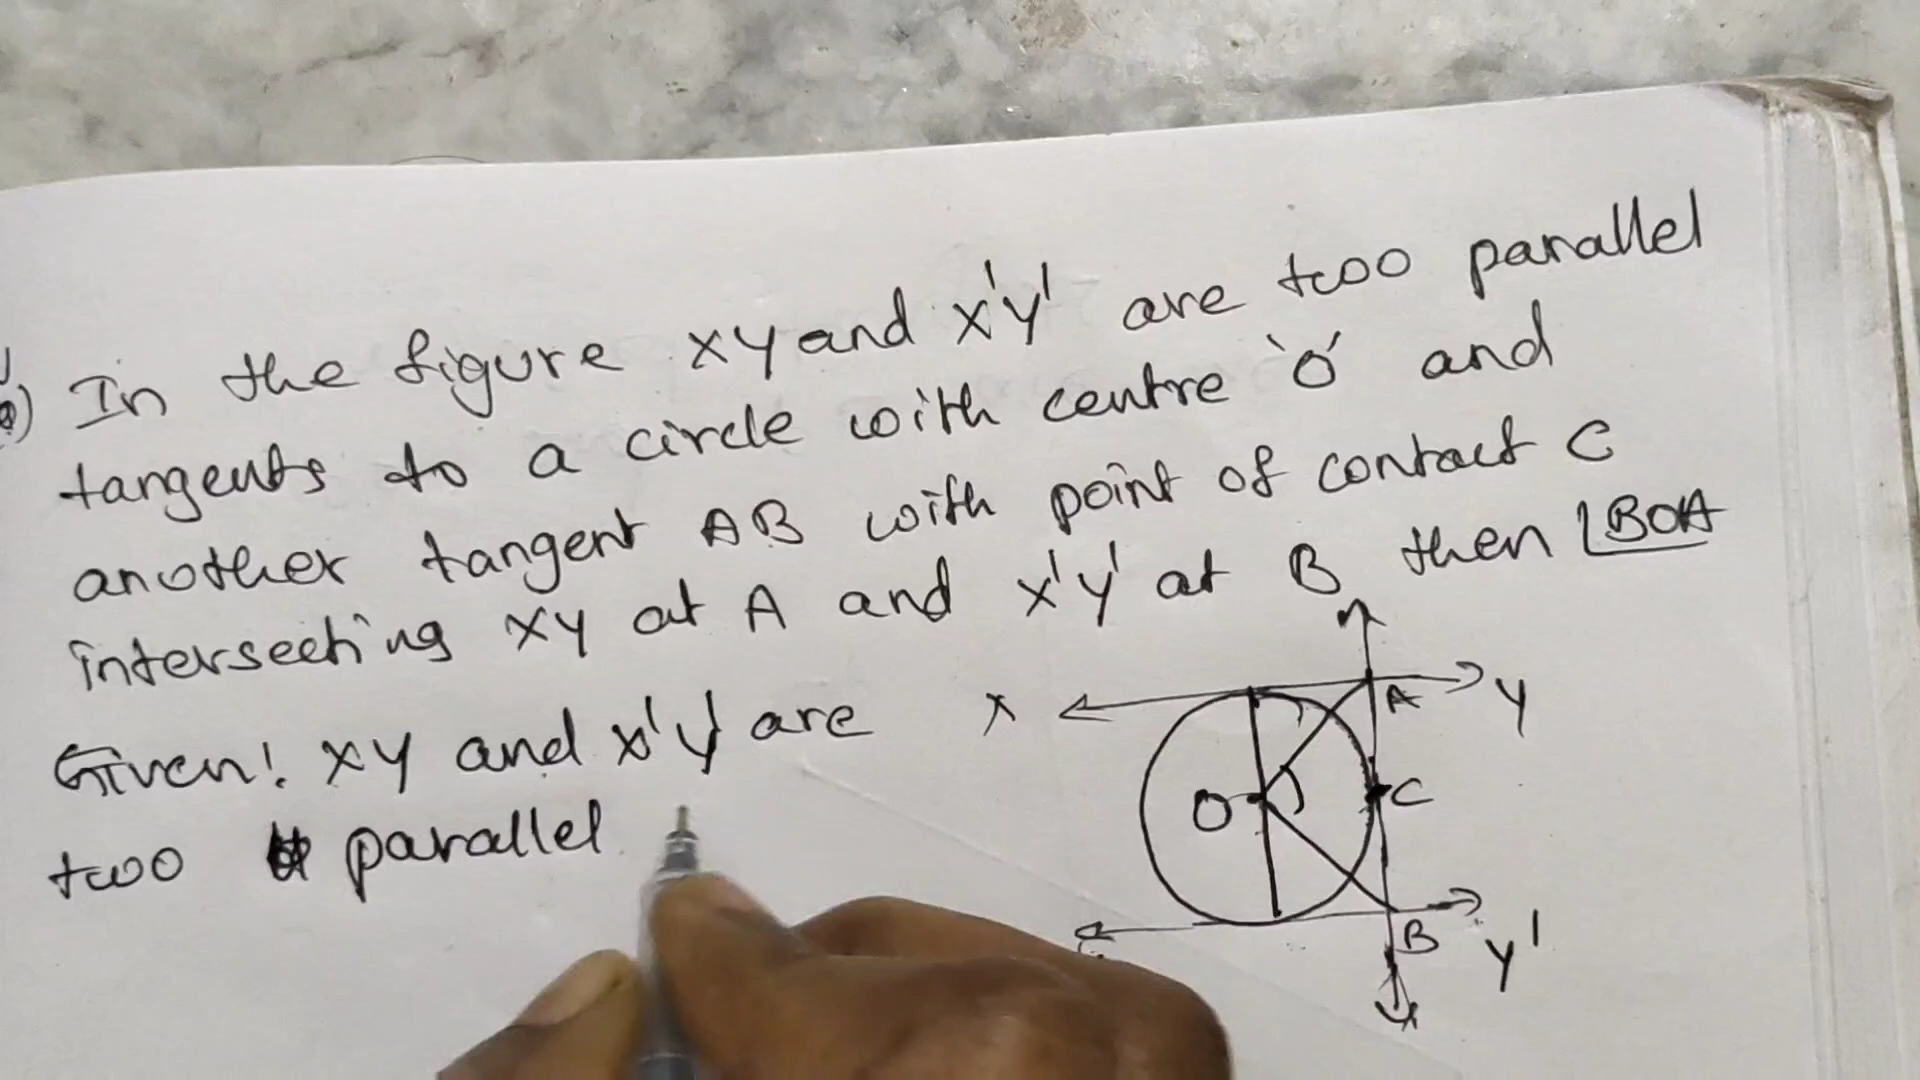 In the figure XY and X'Y' are two parallel
tangents to a circle with centre 'O' and
another tangent AB with point of contact C
intersecting XY at A and X'Y' at B then ∠BOA
Given! XY and X'Y' are
two parallel
X
A
Y
O
C
B
Y'